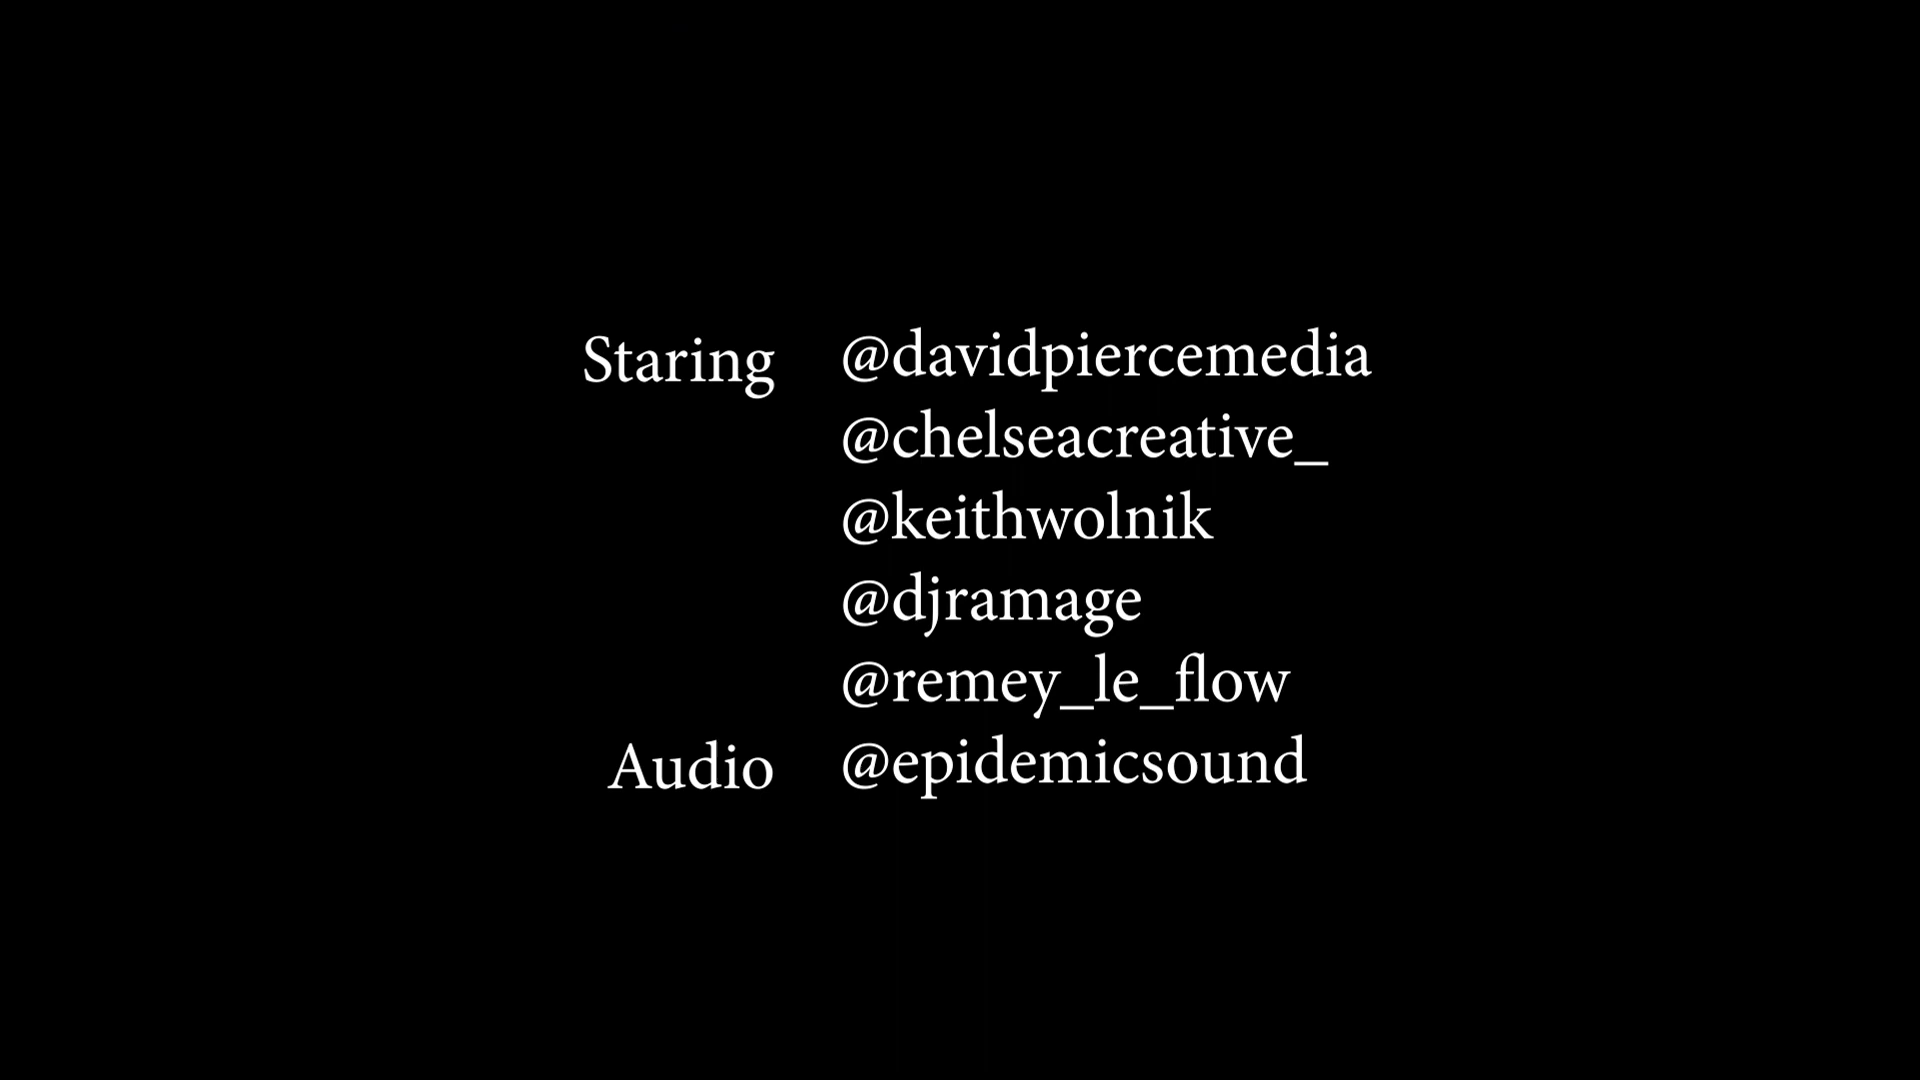 Staring @davidpiercemedia
@chelseacreative_
@keithwolnik
@djramage
@remey_le_flow
Audio @epidemicsound